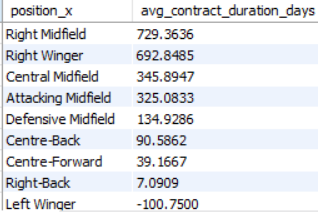 position_x avg_contract_duration_days
Right Midfield 729.3636
Right Winger 692.8485
Central Midfield 345.8947
Attacking Midfield 325.0833
Defensive Midfield 134.9286
Centre-Back 90.5862
Centre-Forward 39.1667
Right-Back 7.0909
Left Winger -100.7500